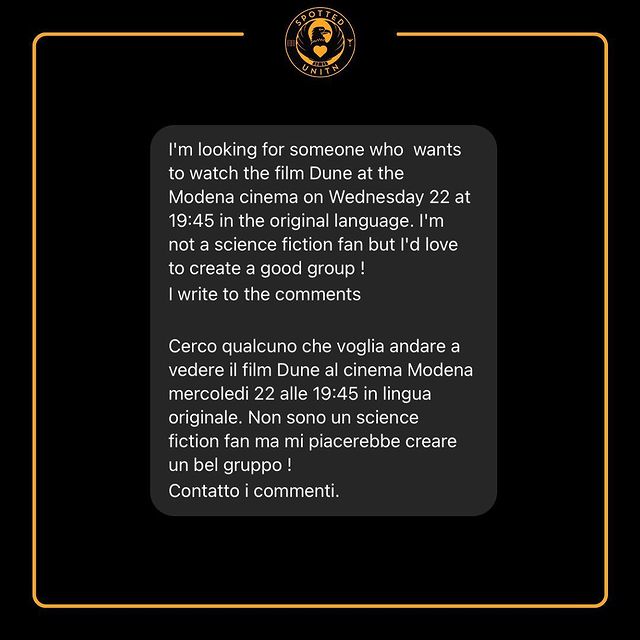 SPOTTED
UNITN
I'm looking for someone who  wants
to watch the film Dune at the
Modena cinema on Wednesday 22 at
19:45 in the original language. I'm
not a science fiction fan but I'd love
to create a good group !
I write to the comments
Cerco qualcuno che voglia andare a
vedere il film Dune al cinema Modena
mercoledi 22 alle 19:45 in lingua
originale. Non sono un science
fiction fan ma mi piacerebbe creare
un bel gruppo !
Contatto i commenti.